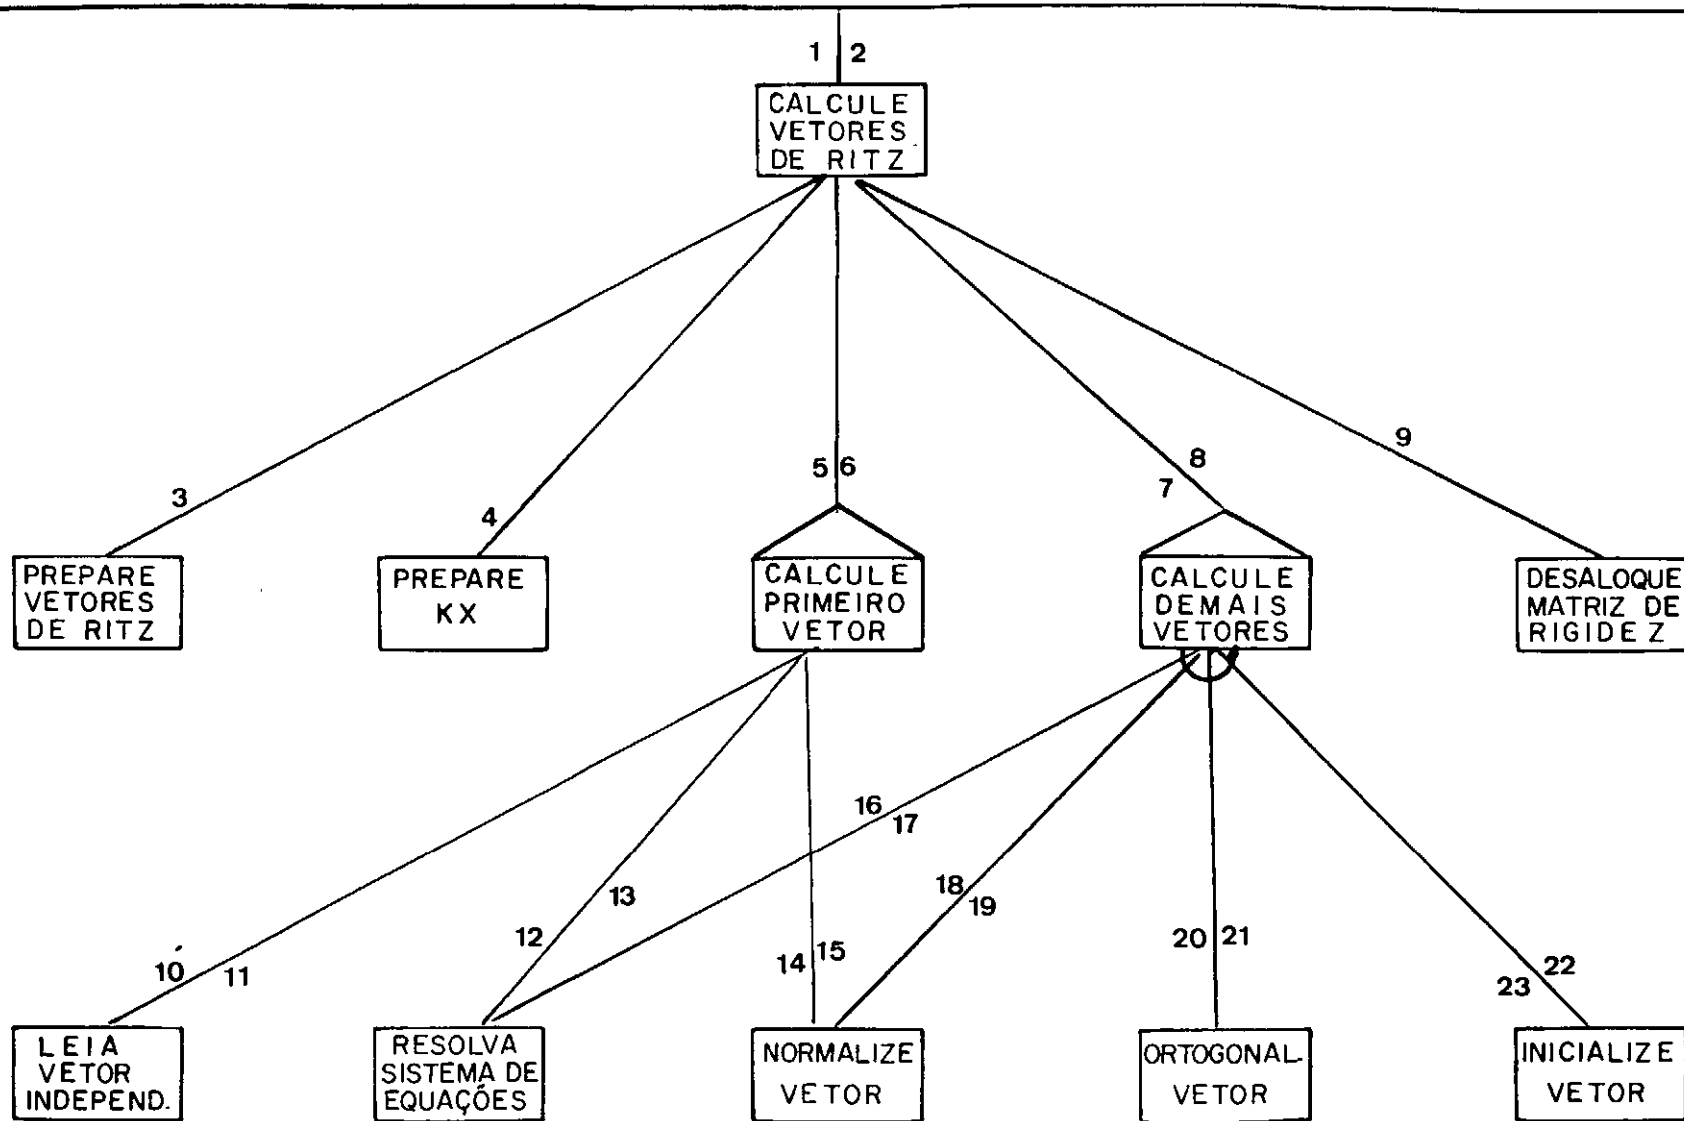 1 2
CALCULE
VETORES
DE RITZ
3
4
5 6
7
8
9
PREPARE
VETORES
DE RITZ
PREPARE
KX
CALCULE
PRIMEIRO
VETOR
CALCULE
DEMAIS
VETORES
DESALOQUE
MATRIZ DE
RIGIDEZ
10 11
12 13
14 15
16 17
18 19
20 21
22
23
LEIA
VETOR
INDEPEND.
RESOLVA
SISTEMA DE
EQUAÇÕES
NORMALIZE
VETOR
ORTOGONAL-
VETOR
INICIALIZE
VETOR